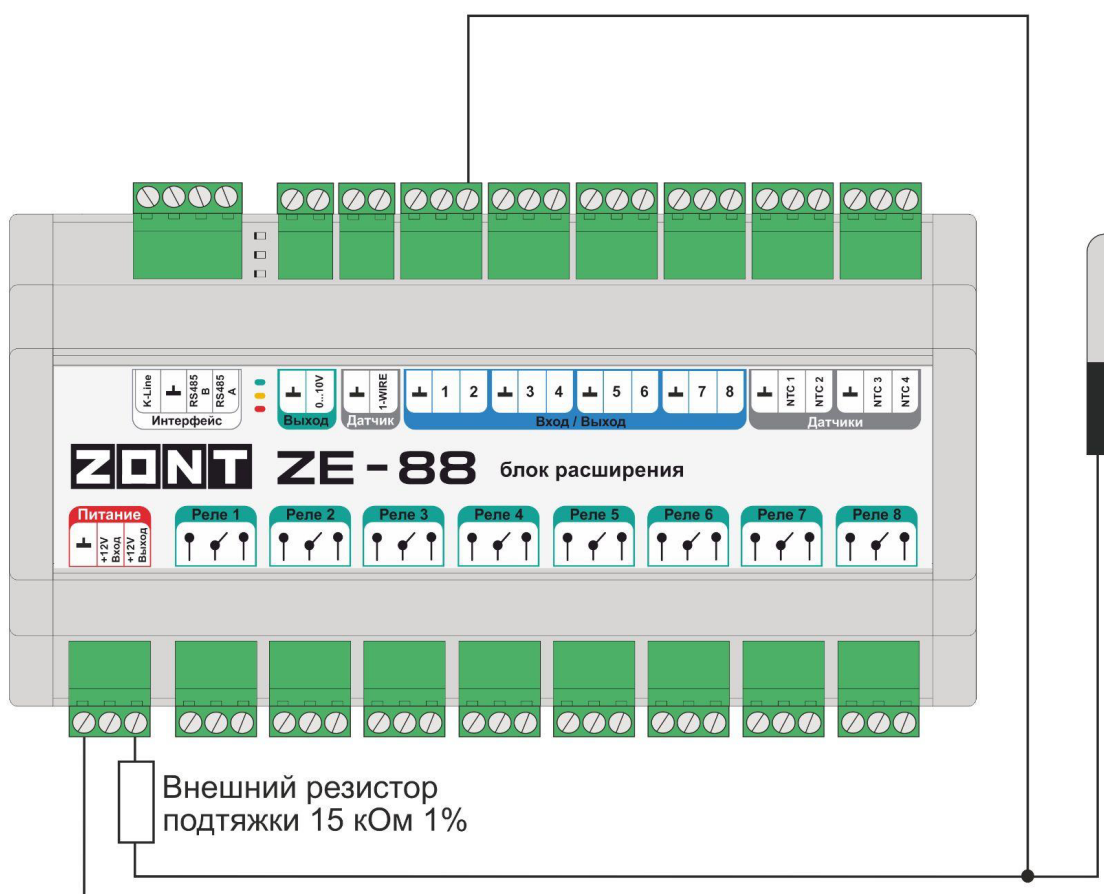 K-Line
RS485 B
RS485 A
Интерфейс
0...10V
Выход
1-WIRE
Датчик
1 2 3 4 5 6 7 8
Вход / Выход
NTC 1
NTC 2
NTC 3
NTC 4
Датчики
ZONT ZE-88 блок расширения
Питание
+12V Вход
+12V Выход
Реле 1 Реле 2 Реле 3 Реле 4 Реле 5 Реле 6 Реле 7 Реле 8
Внешний резистор
подтяжки 15 кОм 1%